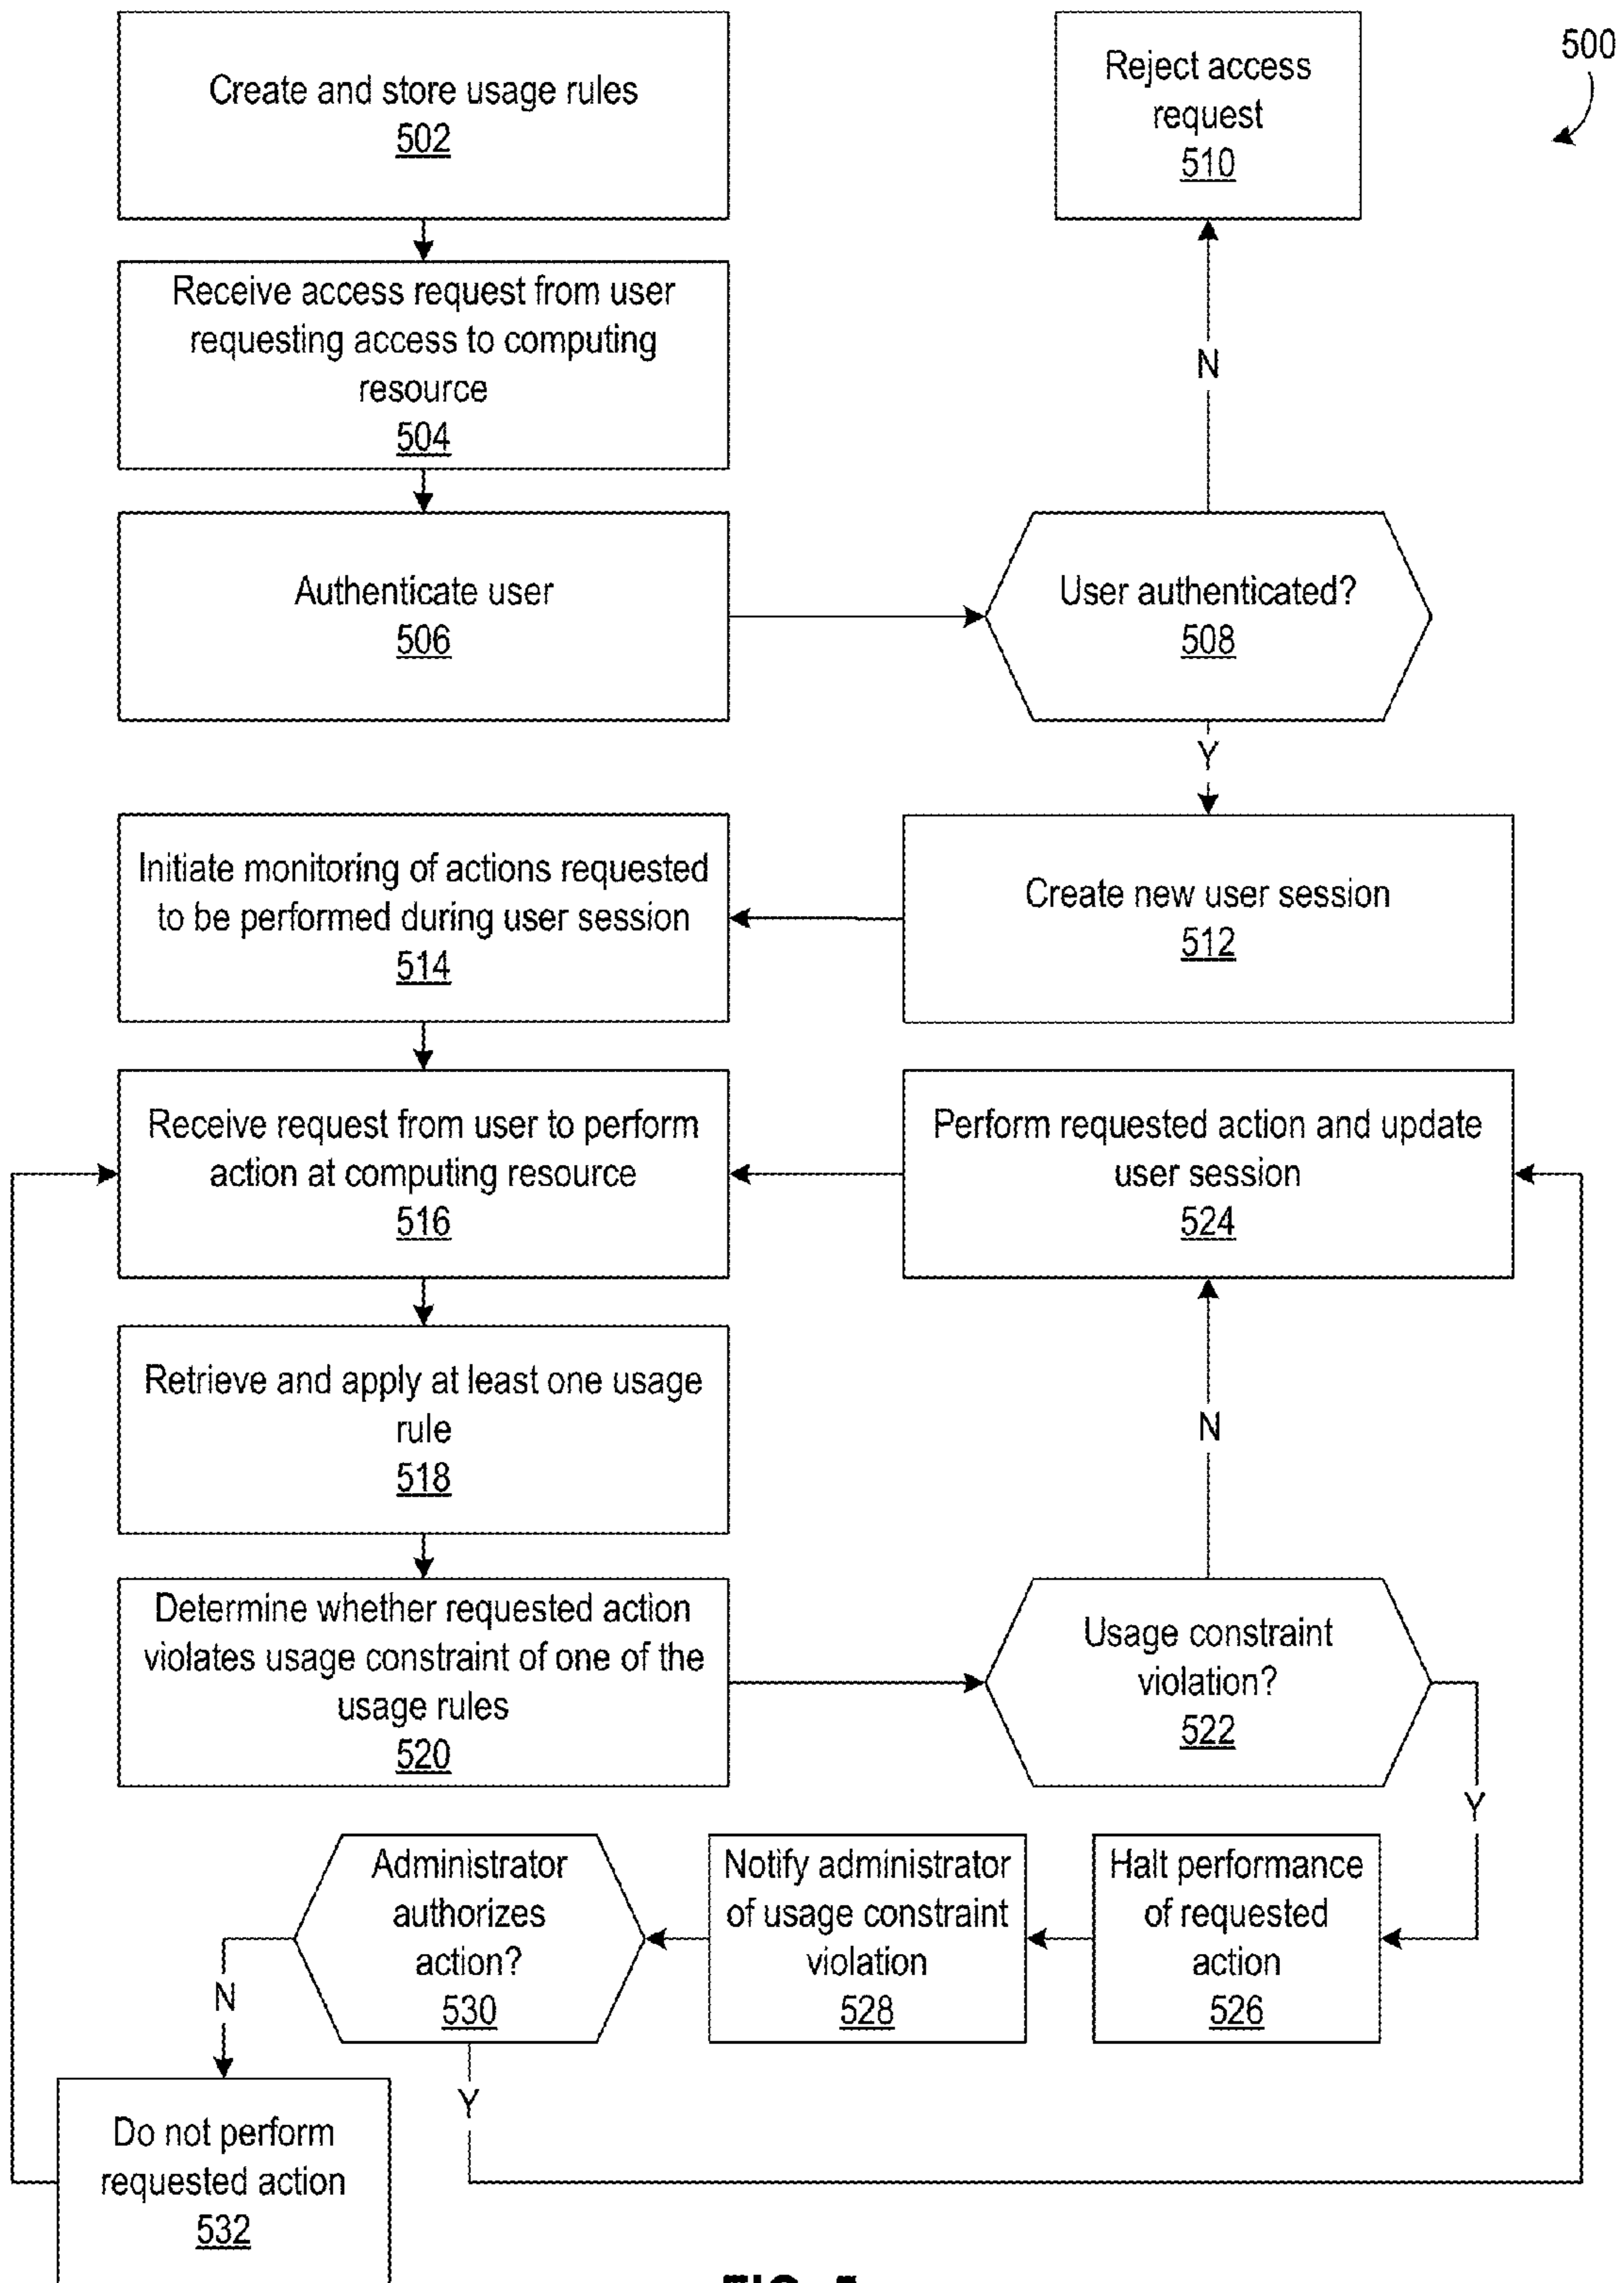 Create and store usage rules
502
Reject access
request
510
500
Receive access request from user
requesting access to computing
resource
504
N
Authenticate user
506
User authenticated?
508
Y
Initiate monitoring of actions requested
to be performed during user session
514
Create new user session
512
Receive request from user to perform
action at computing resource
516
Perform requested action and update
user session
524
Retrieve and apply at least one usage
rule
518
N
Determine whether requested action
violates usage constraint of one of the
usage rules
520
Usage constraint
violation?
522
Y
Administrator
authorizes
action?
530
Notify administrator
of usage constraint
violation
528
Halt performance
of requested
action
526
N
Y
Do not perform
requested action
532